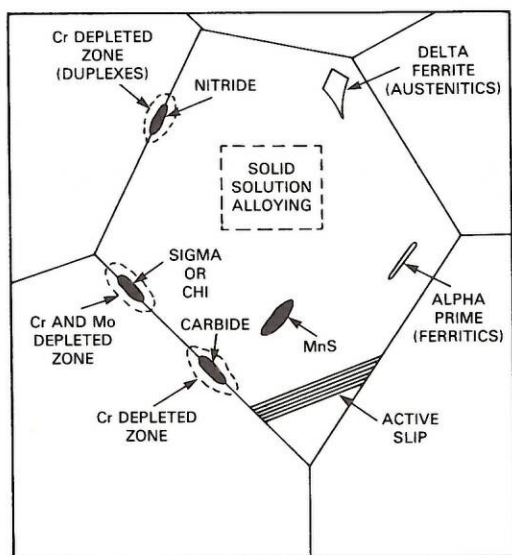 Cr DEPLETED
ZONE
(DUPLEXES)
NITRIDE
DELTA
FERRITE
(AUSTENITICS)
SOLID
SOLUTION
ALLOYING
SIGMA
OR
CHI
Cr AND Mo
DEPLETED
ZONE
CARBIDE
MnS
ALPHA
PRIME
(FERRITICS)
Cr DEPLETED
ZONE
ACTIVE
SLIP